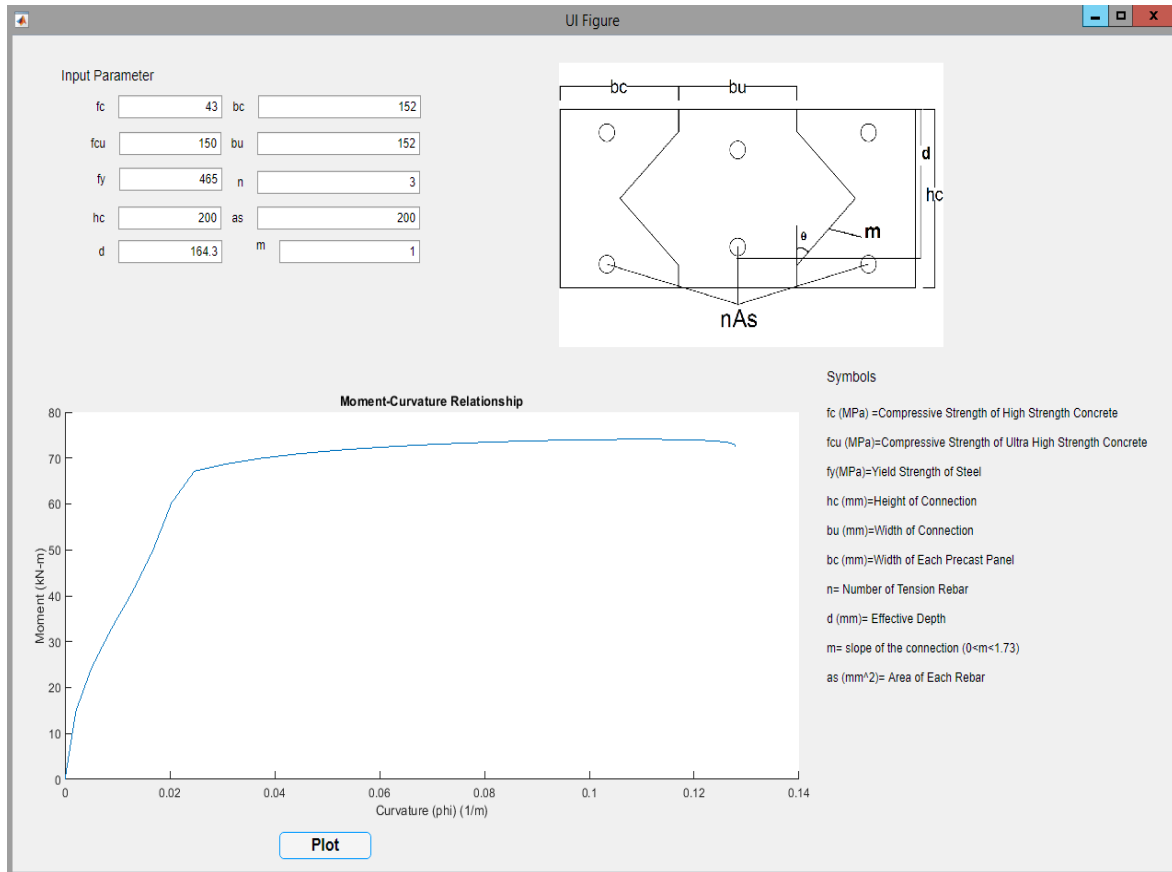 UI Figure
Input Parameter
fc 43 bc 152
fcu 150 bu 152
fy 465 n 3
hc 200 as 200
d 164.3 m 1
bc bu
d
hc
θ
m
nAs
Symbols
fc (MPa) =Compressive Strength of High Strength Concrete
fcu (MPa)=Compressive Strength of Ultra High Strength Concrete
fy(MPa)=Yield Strength of Steel
hc (mm)=Height of Connection
bu (mm)=Width of Connection
bc (mm)=Width of Each Precast Panel
n= Number of Tension Rebar
d (mm)= Effective Depth
m= slope of the connection (0<m<1.73)
as (mm^2)= Area of Each Rebar
Moment-Curvature Relationship
80
70
60
50
40
30
20
10
0
Moment (kN-m)
0 0.02 0.04 0.06 0.08 0.1 0.12 0.14
Curvature (phi) (1/m)
Plot